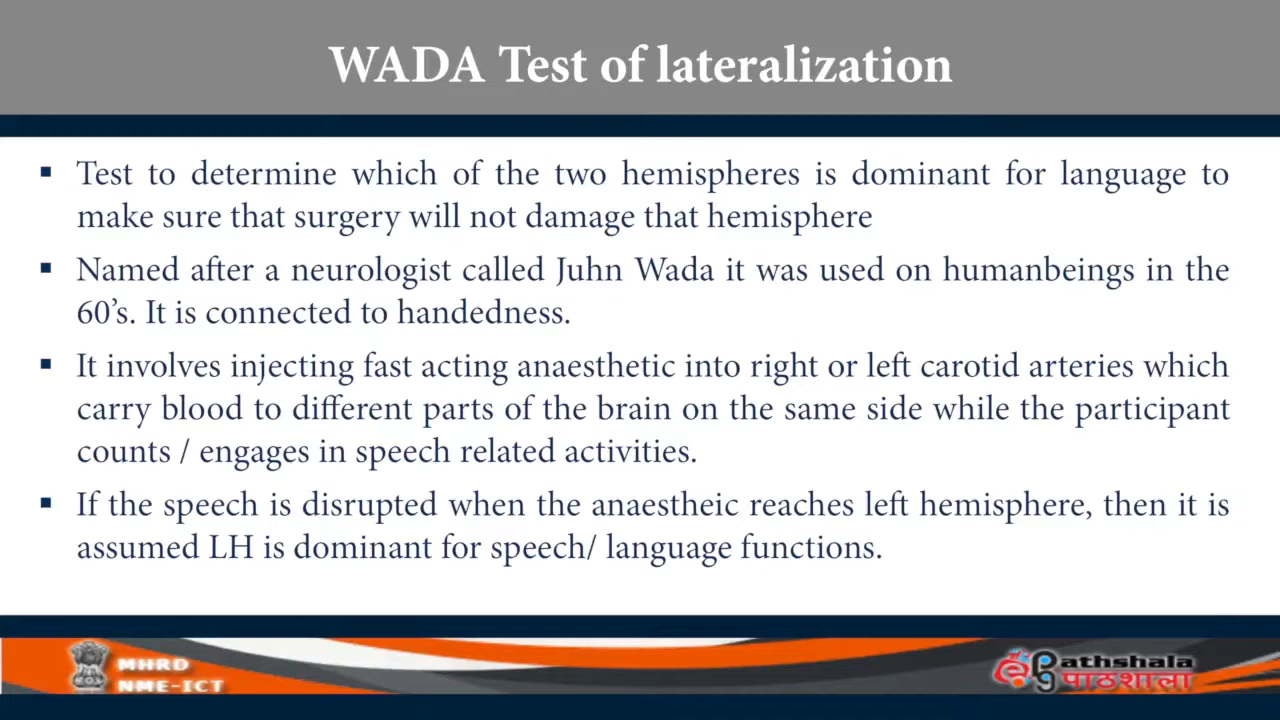 WADA Test of lateralization
▪ Test to determine which of the two hemispheres is dominant for language to
make sure that surgery will not damage that hemisphere
▪ Named after a neurologist called Juhn Wada it was used on humanbeings in the
60’s. It is connected to handedness.
▪ It involves injecting fast acting anaesthetic into right or left carotid arteries which
carry blood to different parts of the brain on the same side while the participant
counts / engages in speech related activities.
▪ If the speech is disrupted when the anaestheic reaches left hemisphere, then it is
assumed LH is dominant for speech/ language functions.
MHRD
NME-ICT
epg Pathshala
पाठशाला